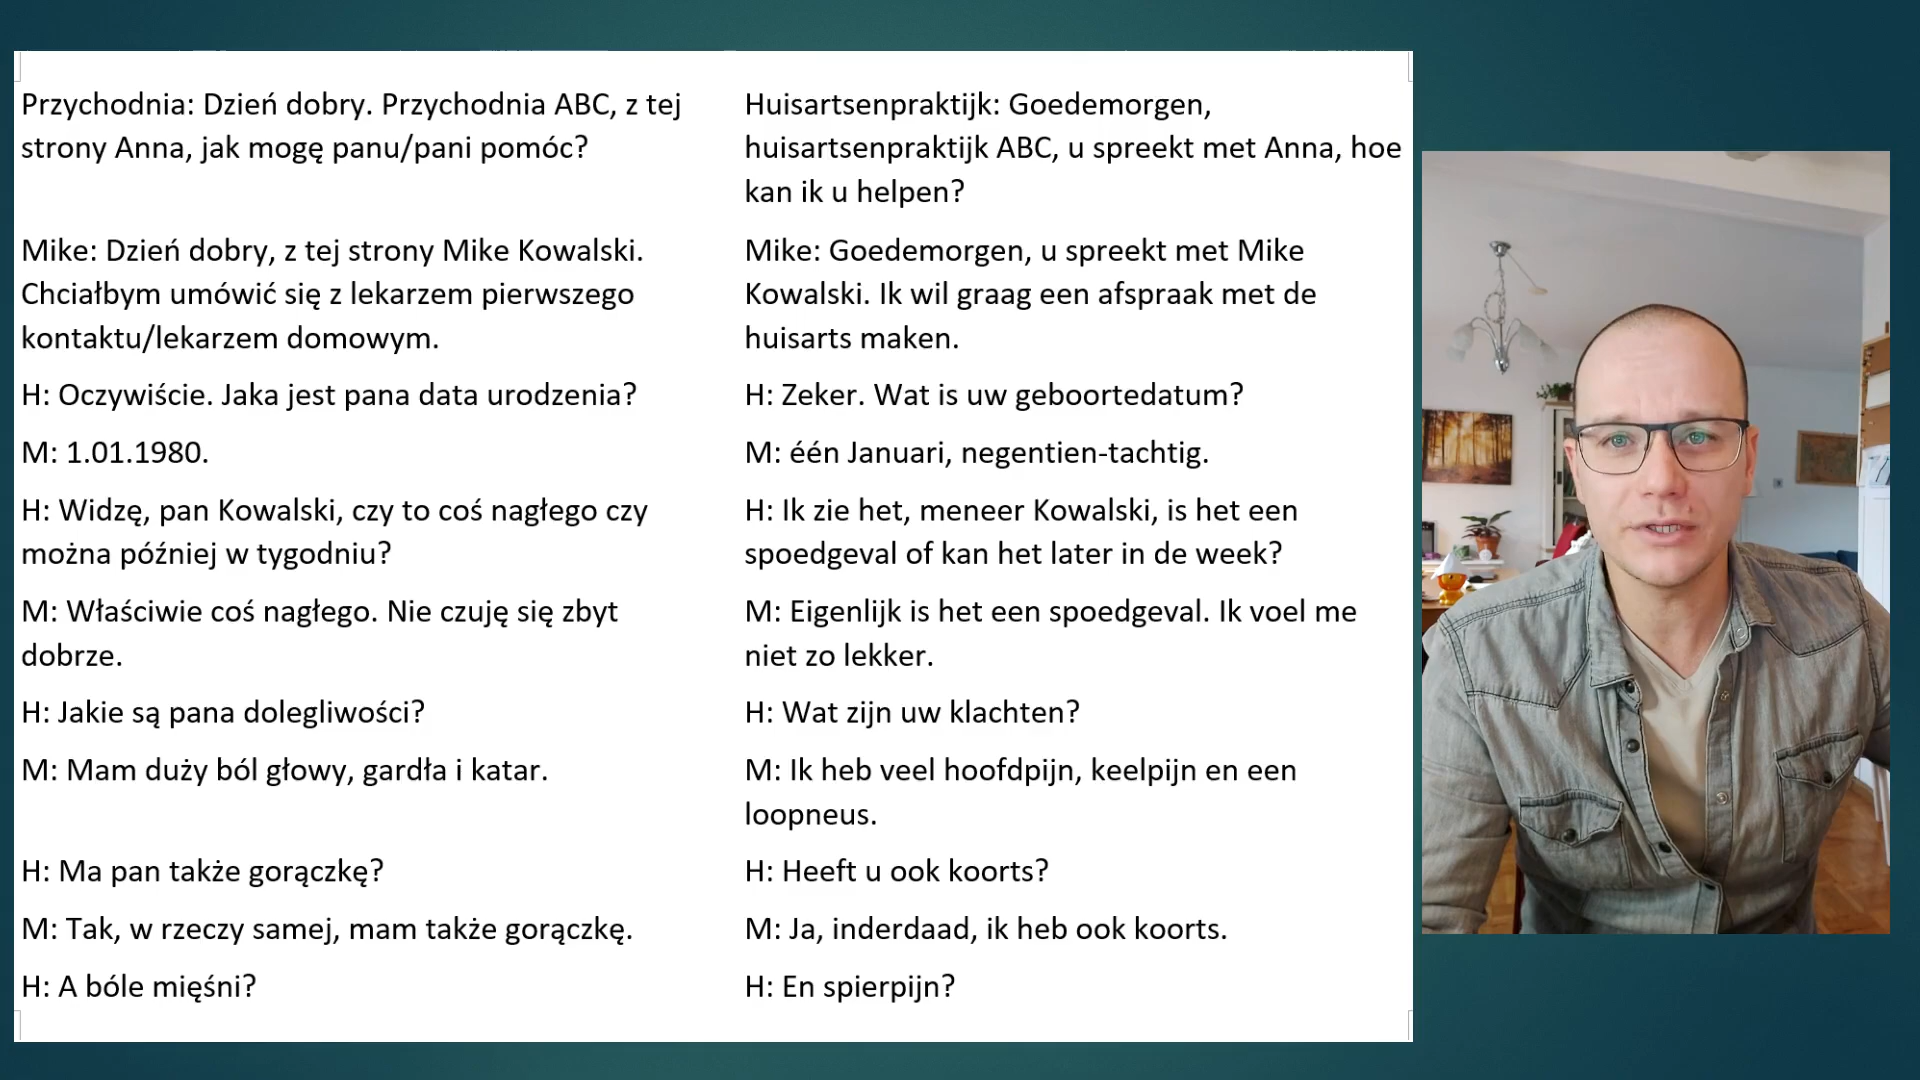 Przychodnia: Dzień dobry. Przychodnia ABC, z tej
strony Anna, jak mogę panu/pani pomóc?
Mike: Dzień dobry, z tej strony Mike Kowalski.
Chciałbym umówić się z lekarzem pierwszego
kontaktu/lekarzem domowym.
H: Oczywiście. Jaka jest pana data urodzenia?
M: 1.01.1980.
H: Widzę, pan Kowalski, czy to coś nagłego czy
można później w tygodniu?
M: Właściwie coś nagłego. Nie czuję się zbyt
dobrze.
H: Jakie są pana dolegliwości?
M: Mam duży ból głowy, gardła i katar.
H: Ma pan także gorączkę?
M: Tak, w rzeczy samej, mam także gorączkę.
H: A bóle mięśni?
Huisartsenpraktijk: Goedemorgen,
huisartsenpraktijk ABC, u spreekt met Anna, hoe
kan ik u helpen?
Mike: Goedemorgen, u spreekt met Mike
Kowalski. Ik wil graag een afspraak met de
huisarts maken.
H: Zeker. Wat is uw geboortedatum?
M: één Januari, negentien-tachtig.
H: Ik zie het, meneer Kowalski, is het een
spoedgeval of kan het later in de week?
M: Eigenlijk is het een spoedgeval. Ik voel me
niet zo lekker.
H: Wat zijn uw klachten?
M: Ik heb veel hoofdpijn, keelpijn en een
loopneus.
H: Heeft u ook koorts?
M: Ja, inderdaad, ik heb ook koorts.
H: En spierpijn?